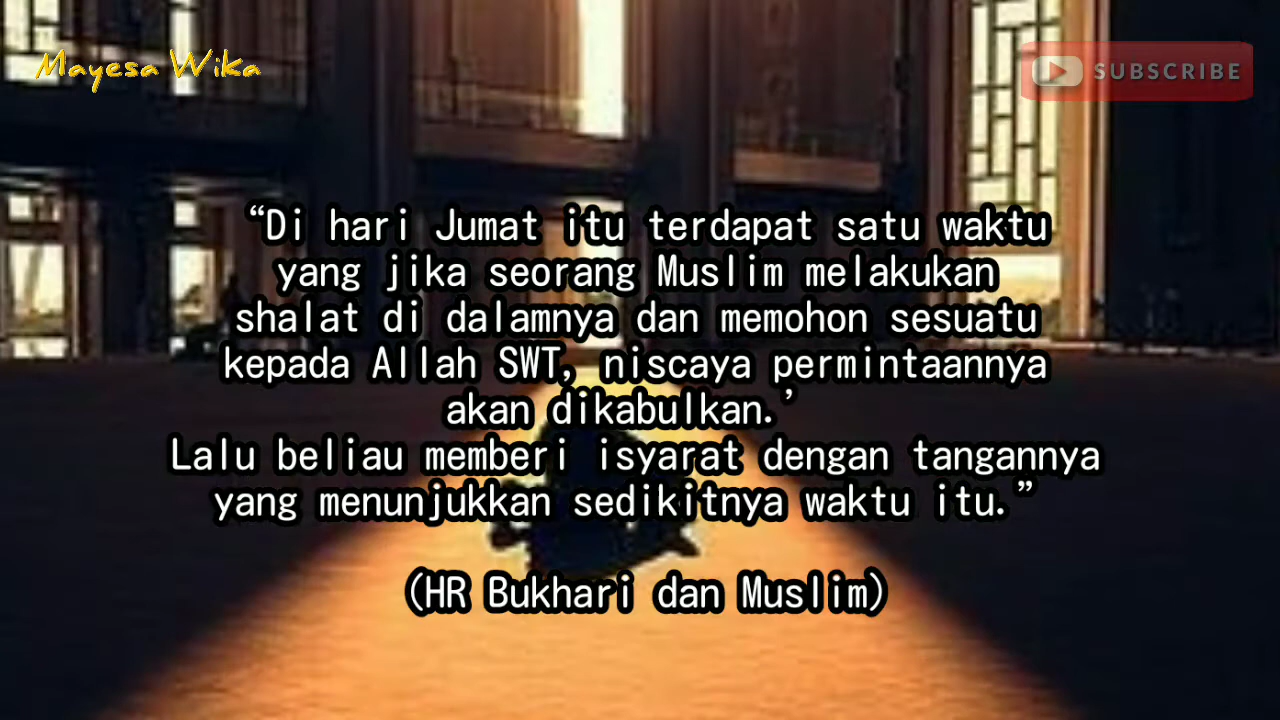 Mayesa Wika
SUBSCRIBE
“Di hari Jumat itu terdapat satu waktu
yang jika seorang Muslim melakukan
shalat di dalamnya dan memohon sesuatu
kepada Allah SWT, niscaya permintaannya
akan dikabulkan.’
Lalu beliau memberi isyarat dengan tangannya
yang menunjukkan sedikitnya waktu itu.”
(HR Bukhari dan Muslim)